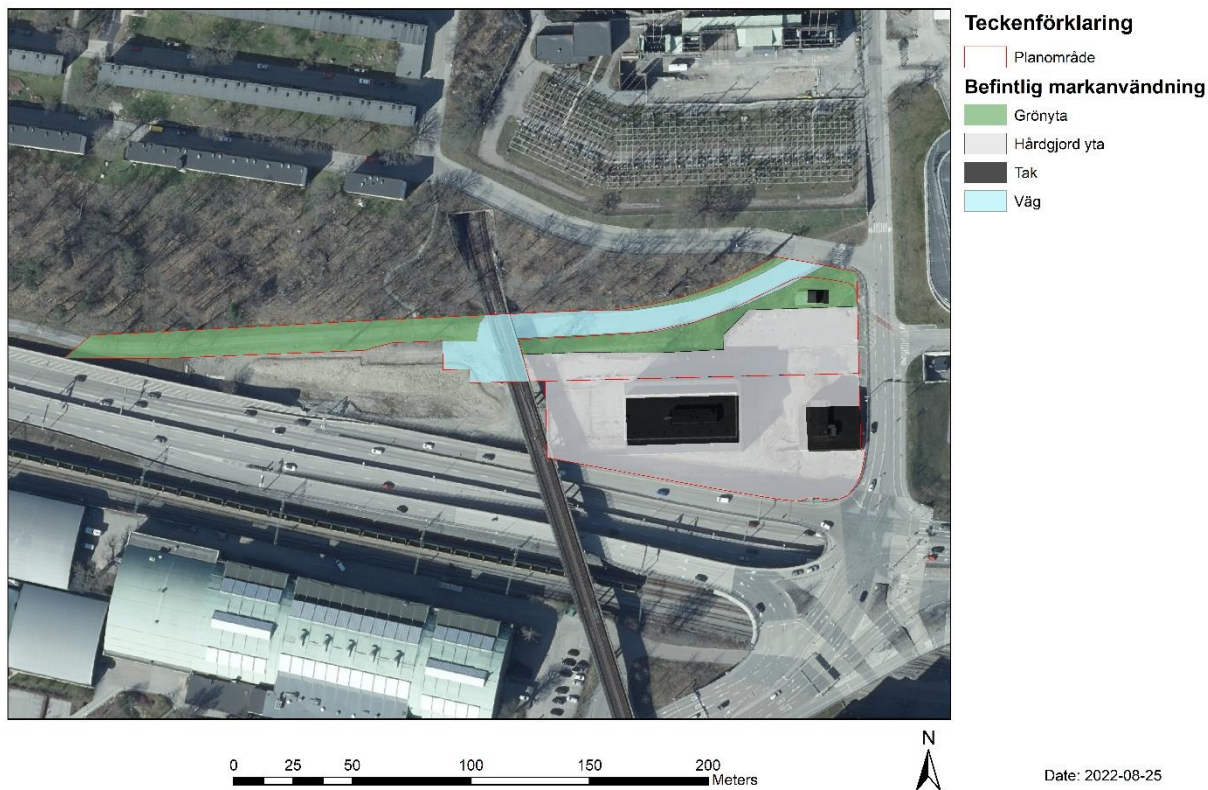 Teckenförklaring
Planområde
Befintlig markanvändning
Grönyta
Hårdgjord yta
Tak
Väg
0 25 50 100 150 200
Meters
N
Date: 2022-08-25